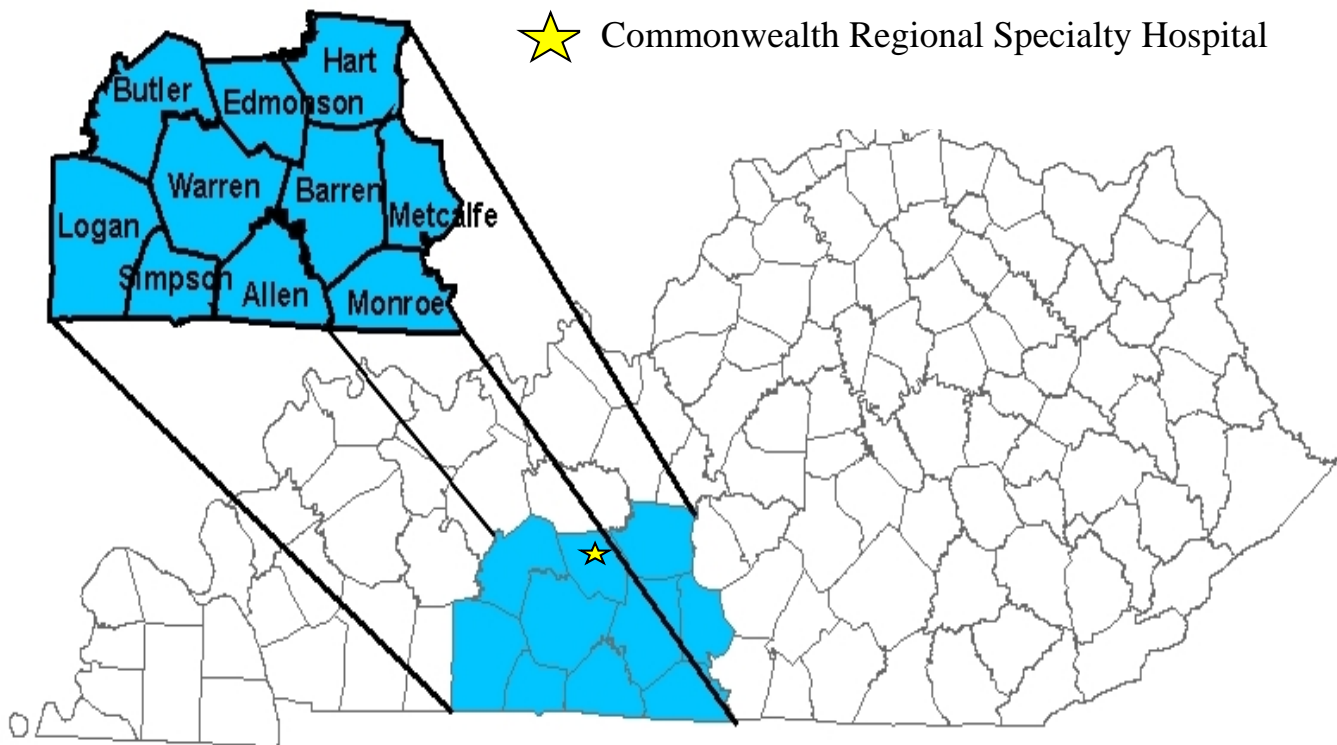 Commonwealth Regional Specialty Hospital
Hart
Butler
Edmonson
Warren
Barren
Metcalfe
Logan
Simpson
Allen
Monroe